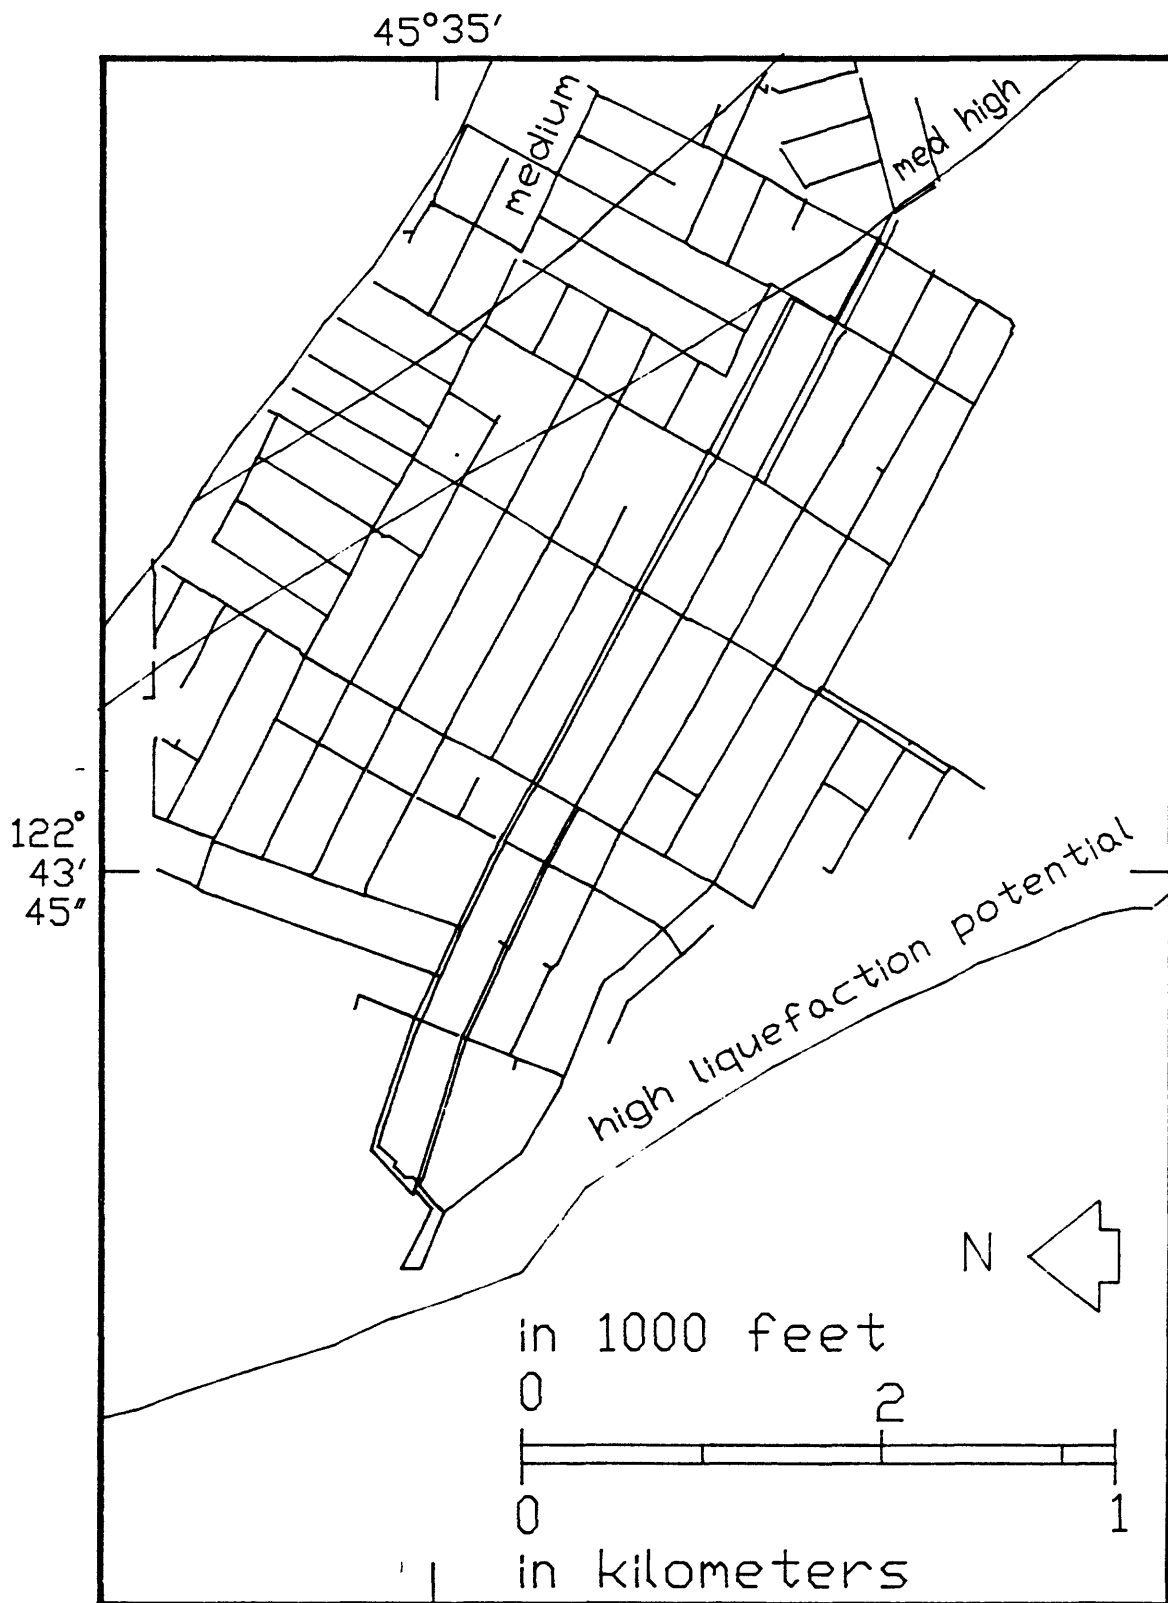 45°35′
medium
med high
122°
43′
45″
high liquefaction potential
N
in 1000 feet
0 2
0 1
in kilometers